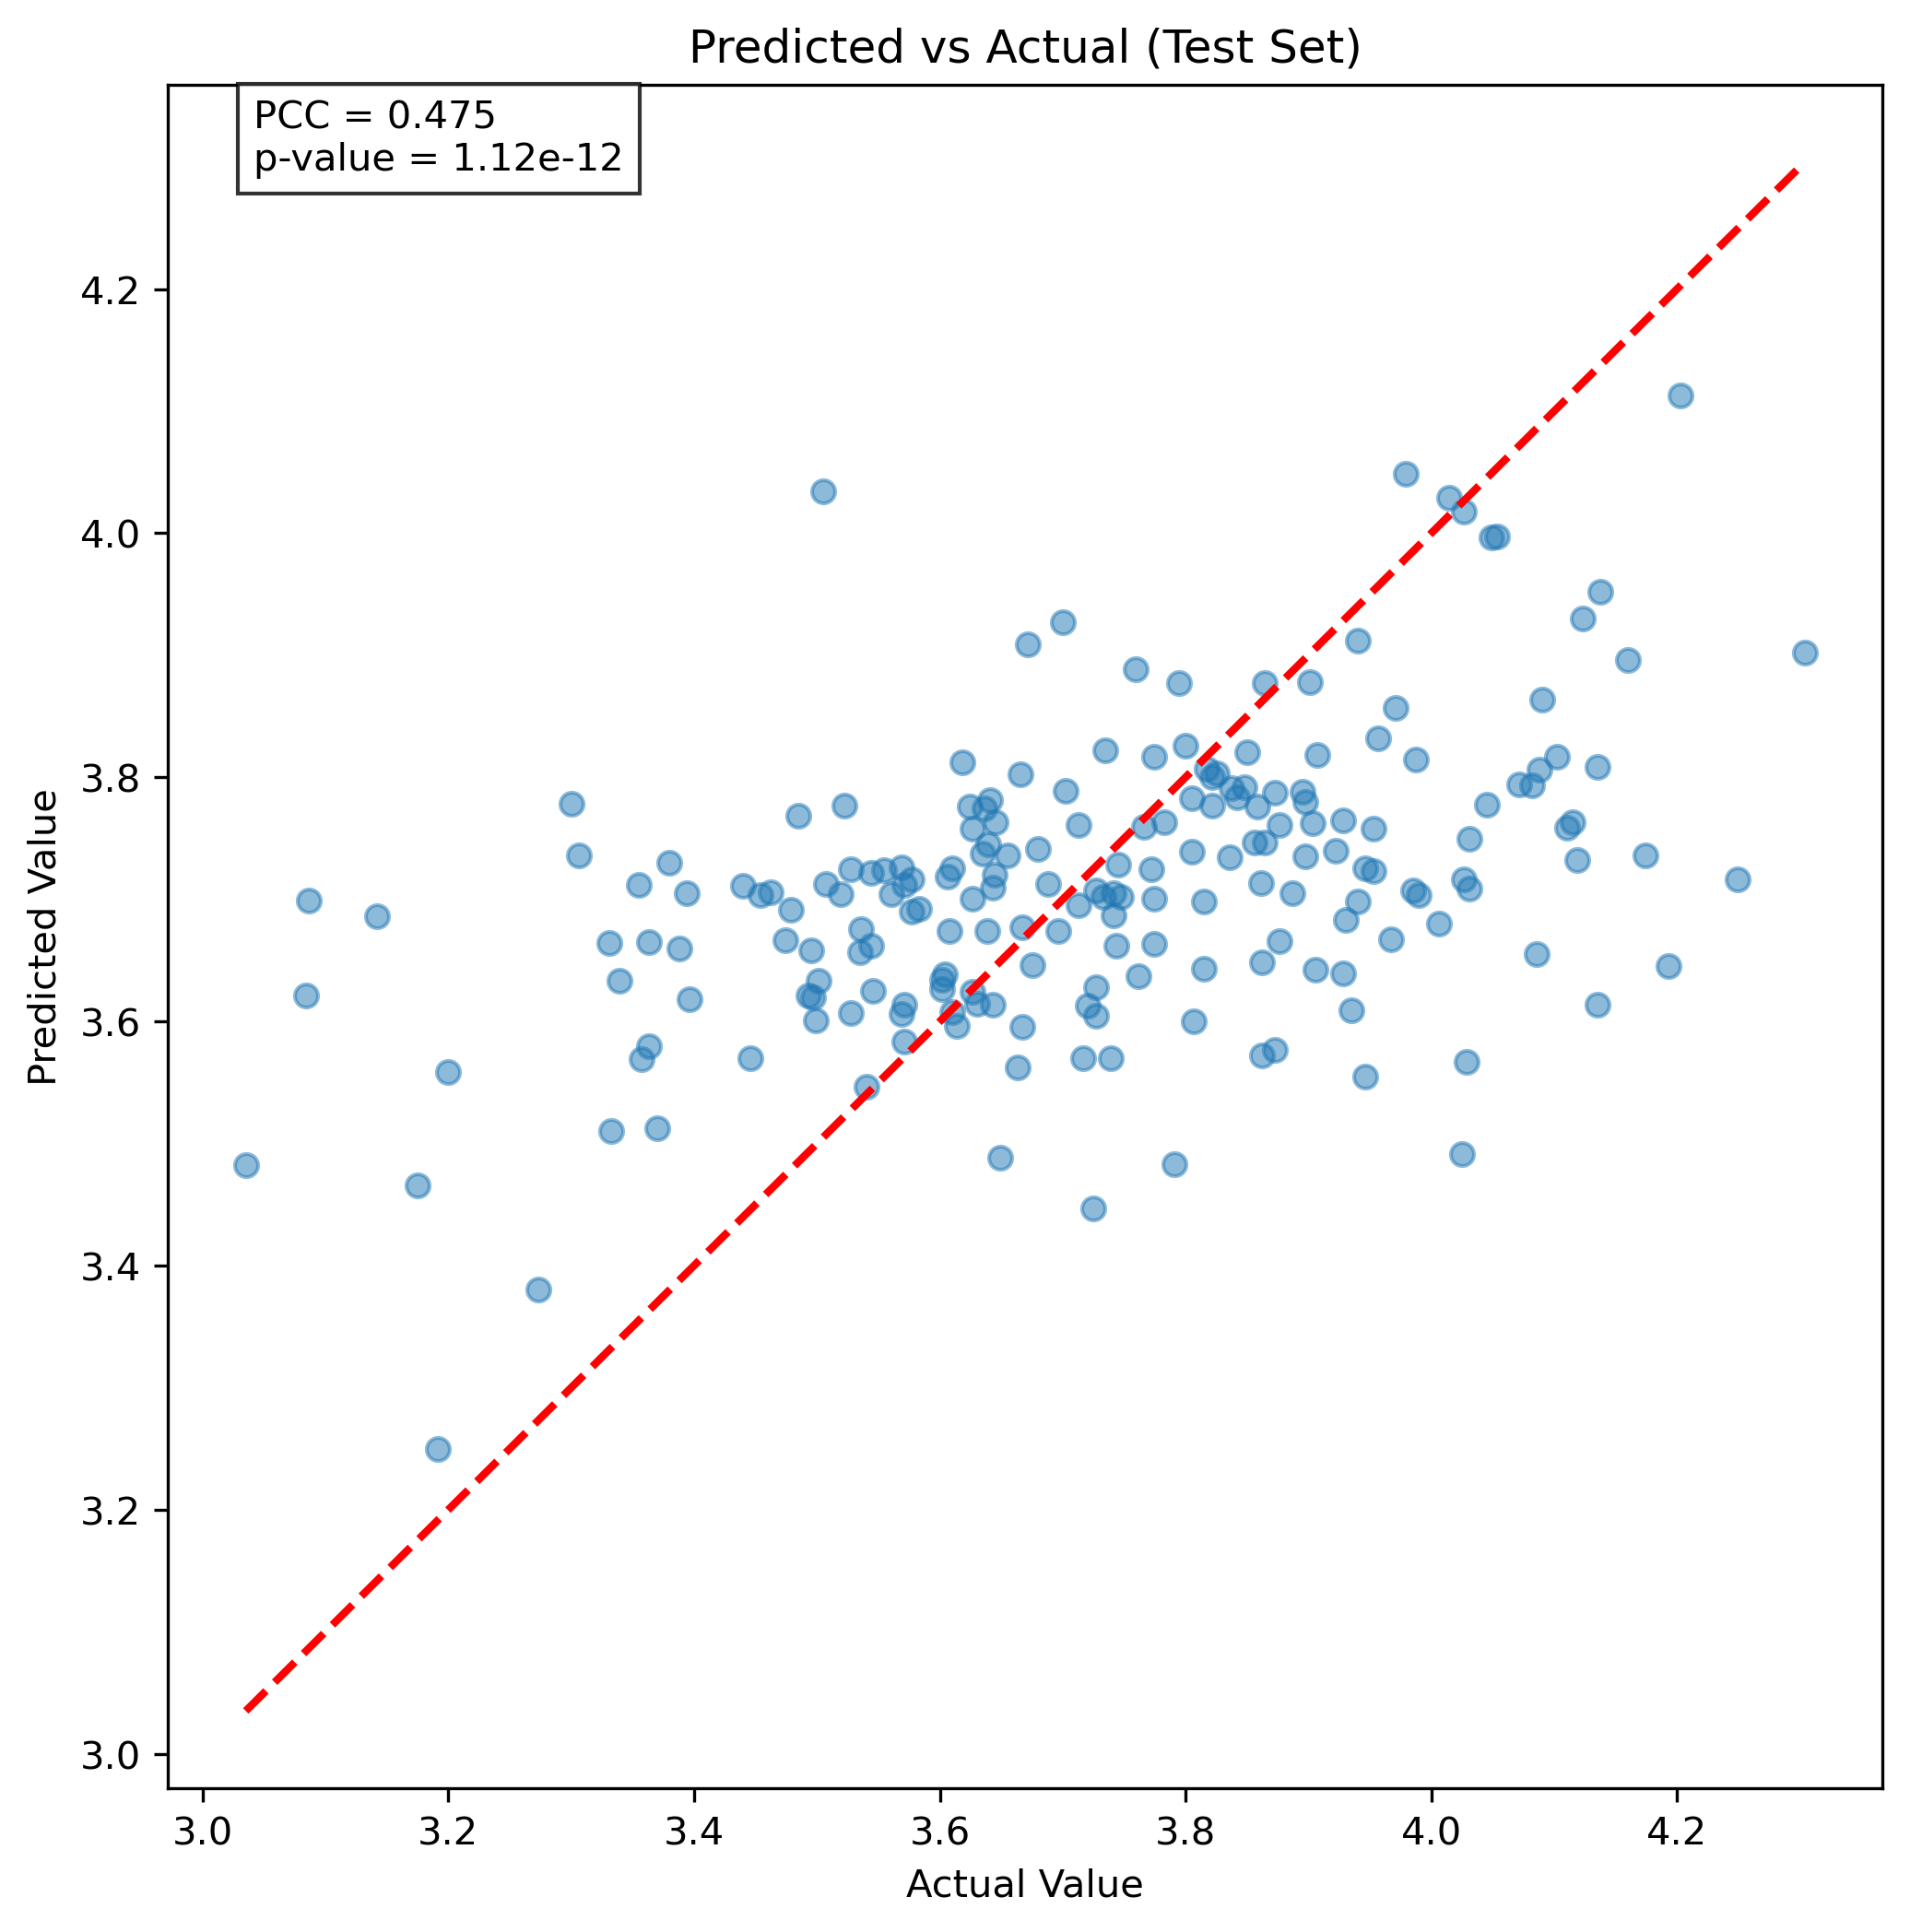 Predicted vs Actual (Test Set)
PCC = 0.475
p-value = 1.12e-12
Predicted Value
4.2
4.0
3.8
3.6
3.4
3.2
3.0
3.0 3.2 3.4 3.6 3.8 4.0 4.2
Actual Value